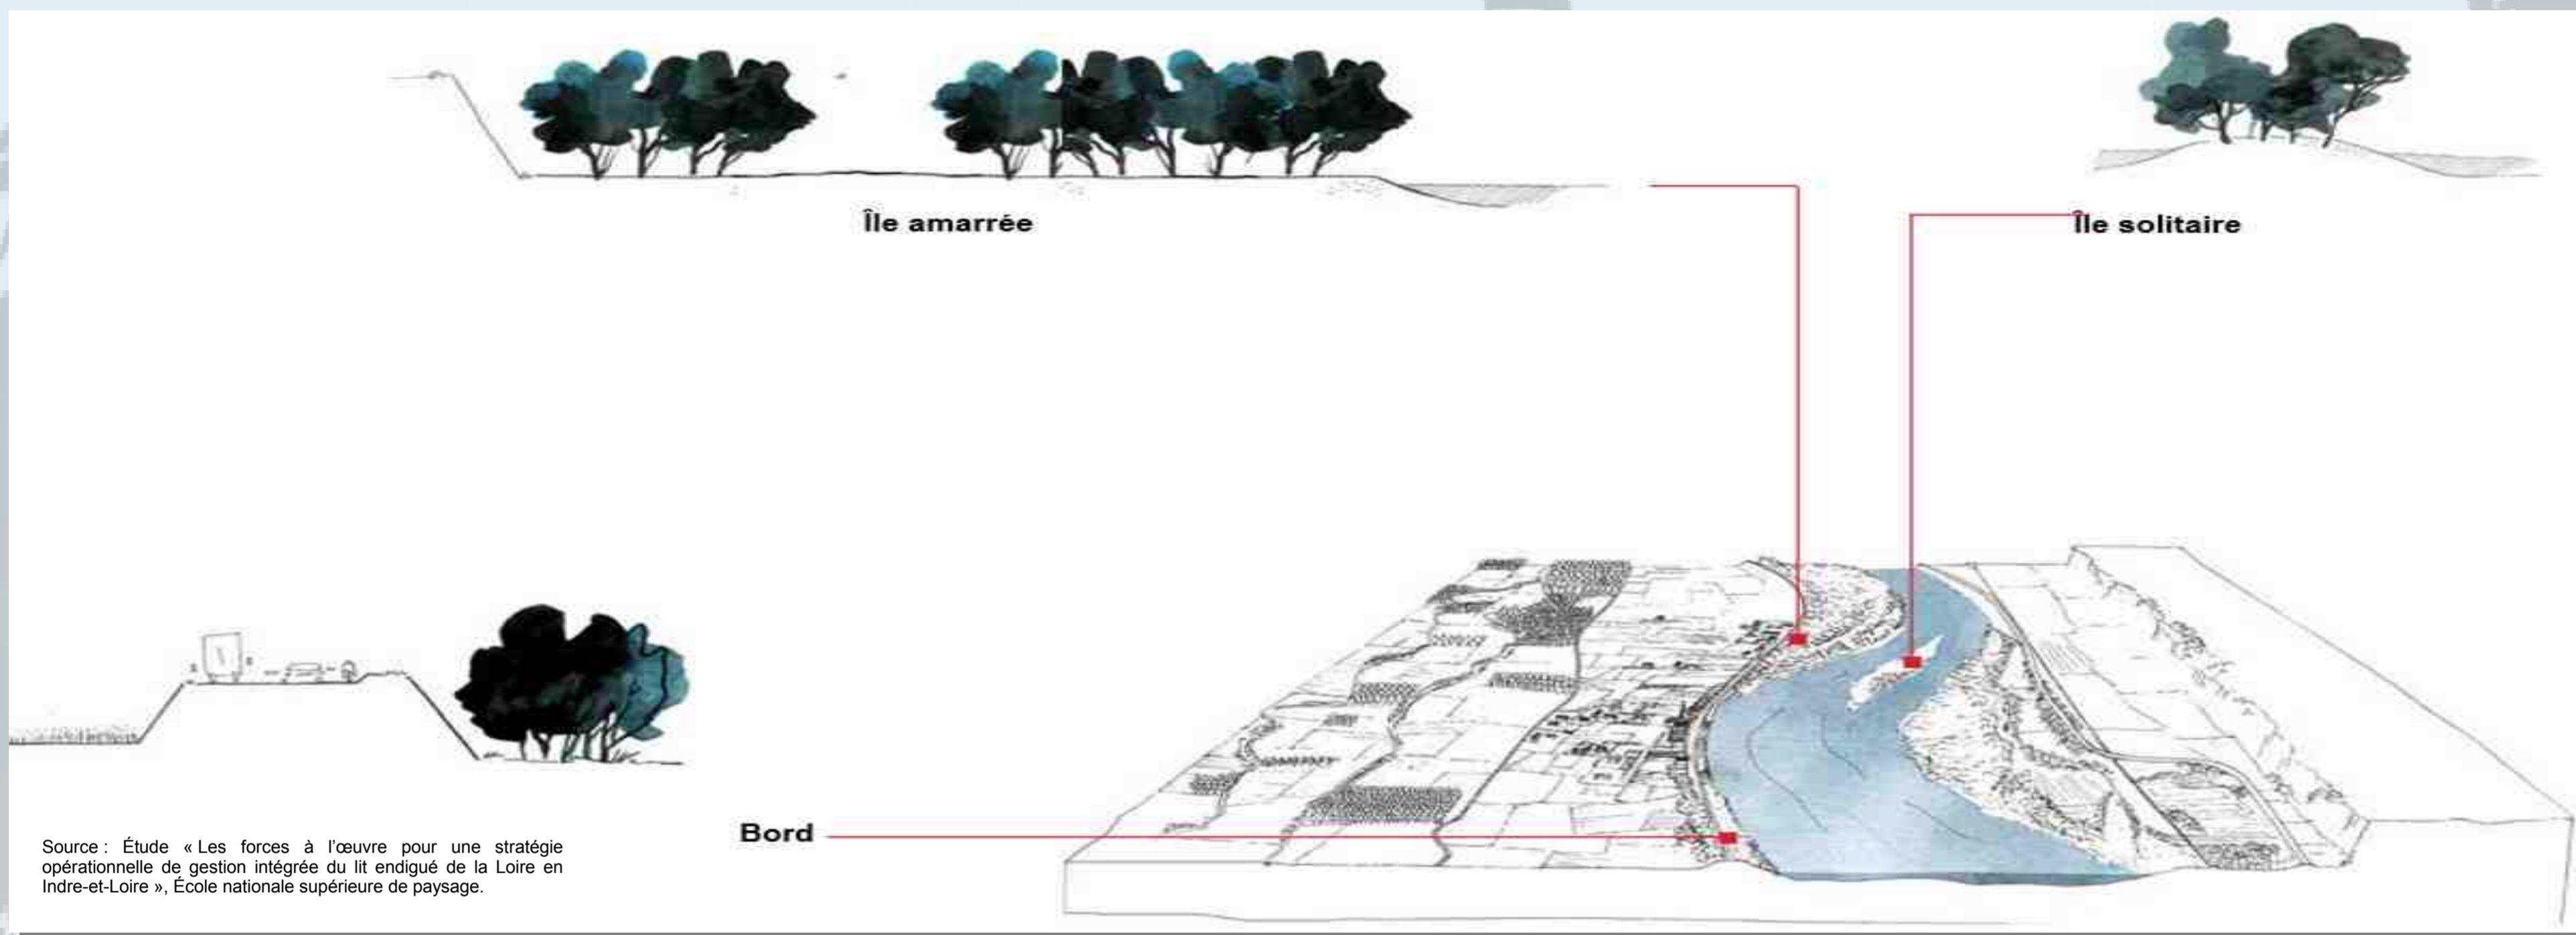 Île amarrée
Île solitaire
Bord
Source : Étude « Les forces à l'œuvre pour une stratégie
opérationnelle de gestion intégrée du lit endigué de la Loire en
Indre-et-Loire », École nationale supérieure de paysage.